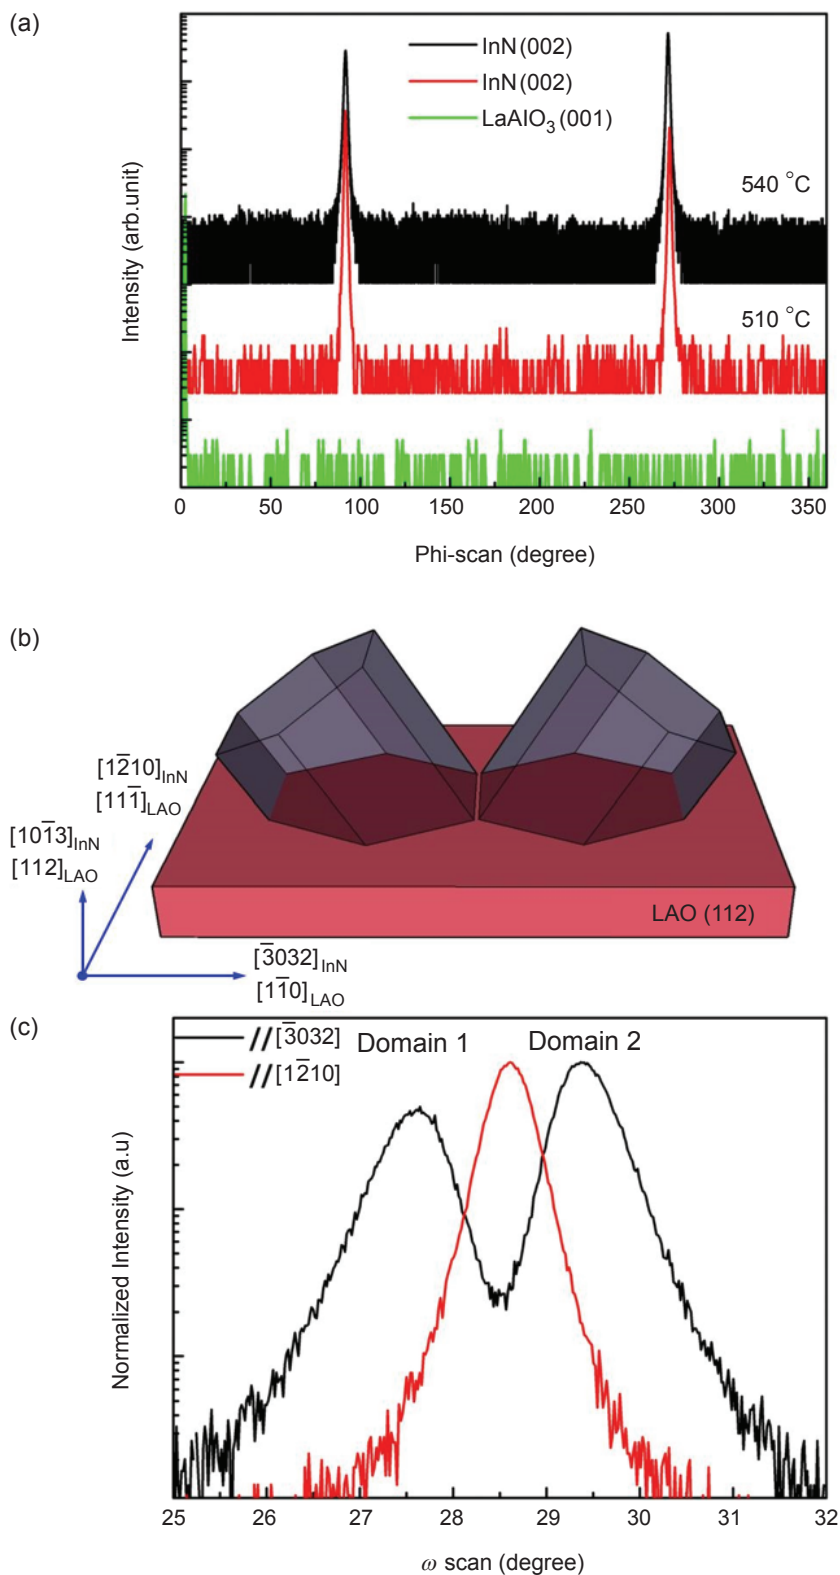 (a)
InN (002)
InN (002)
LaAlO₃ (001)
540 °C
510 °C
Intensity (arb.unit)
0 50 100 150 200 250 300 350
Phi-scan (degree)
(b)
[12̅10]InN
[111̅]LAO
[101̅3]InN
[112]LAO
LAO (112)
[3̅032]InN
[11̅0]LAO
(c)
//[3̅032]
Domain 1
Domain 2
//[12̅10]
Normalized Intensity (a.u)
25 26 27 28 29 30 31 32
ω scan (degree)